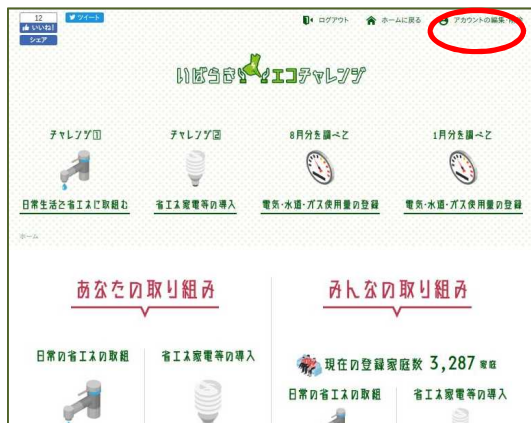 12
ツイート
いいね!
シェア
ログアウト
ホームに戻る
アカウントの編集・
いばらきエコチャレンジ
チャレンジ1
チャレンジ2
8月分を調べて
1月分を調べて
日常生活で省エネに取組む
省エネ家電等の導入
電気・水道・ガス使用量の登録
電気・水道・ガス使用量の登録
ホーム
あなたの取り組み
みんなの取り組み
日常の省エネの取組
省エネ家電等の導入
現在の登録家庭数 3,287 家庭
日常の省エネの取組
省エネ家電等の導入